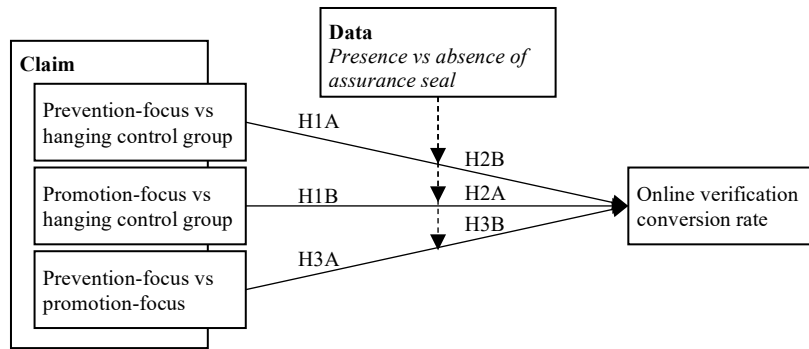 Data
Presence vs absence of
assurance seal
Claim
Prevention-focus vs
hanging control group
H1A
H2B
Promotion-focus vs
hanging control group
H1B
H2A
Online verification
conversion rate
H3B
H3A
Prevention-focus vs
promotion-focus